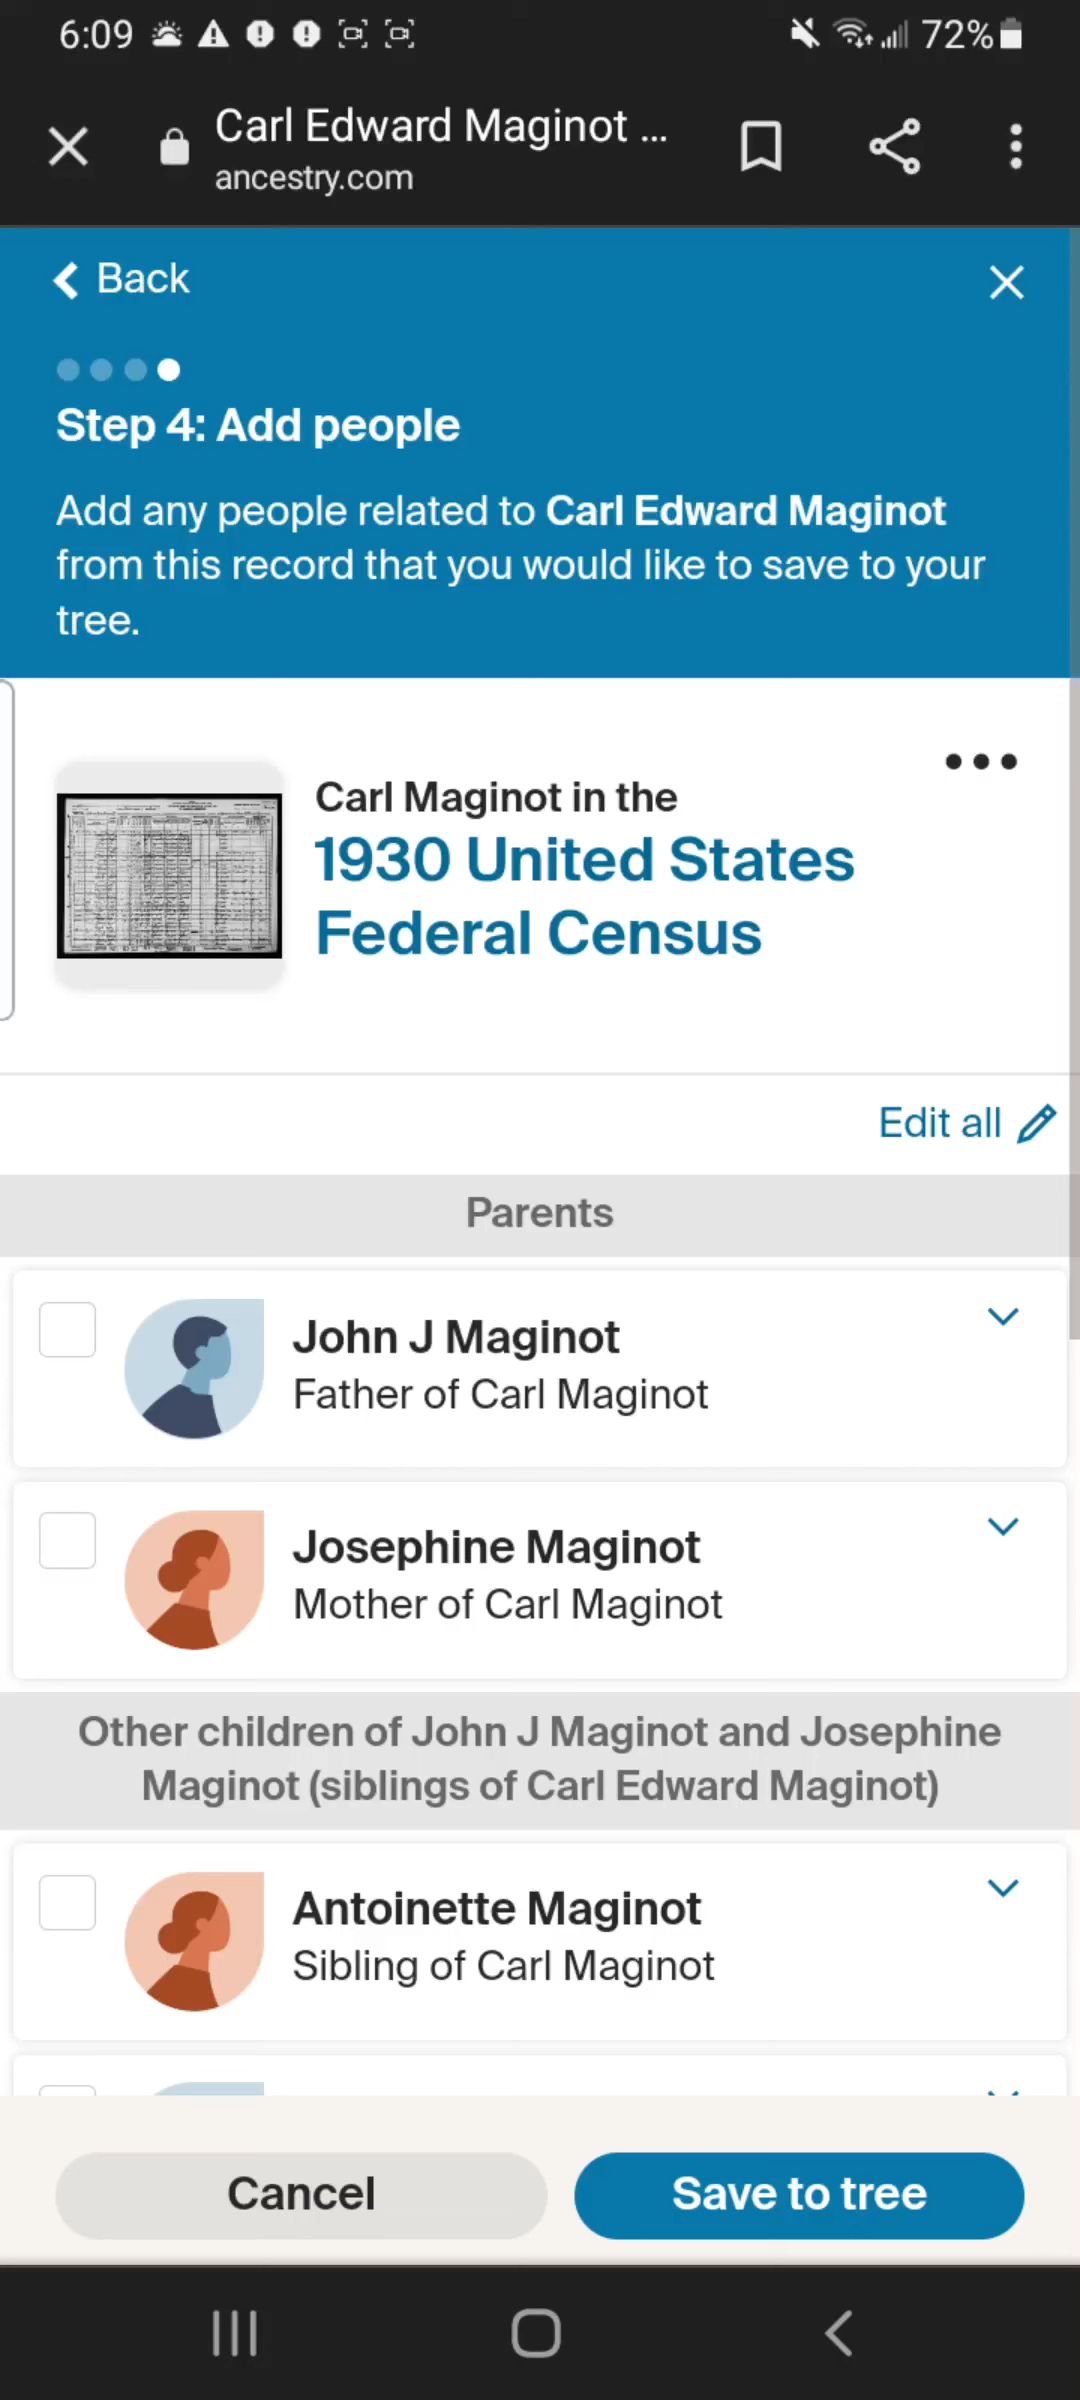 6:09
72%
Carl Edward Maginot ...
ancestry.com
Back
Step 4: Add people
Add any people related to Carl Edward Maginot
from this record that you would like to save to your
tree.
Carl Maginot in the
1930 United States
Federal Census
Edit all
Parents
John J Maginot
Father of Carl Maginot
Josephine Maginot
Mother of Carl Maginot
Other children of John J Maginot and Josephine
Maginot (siblings of Carl Edward Maginot)
Antoinette Maginot
Sibling of Carl Maginot
Cancel
Save to tree